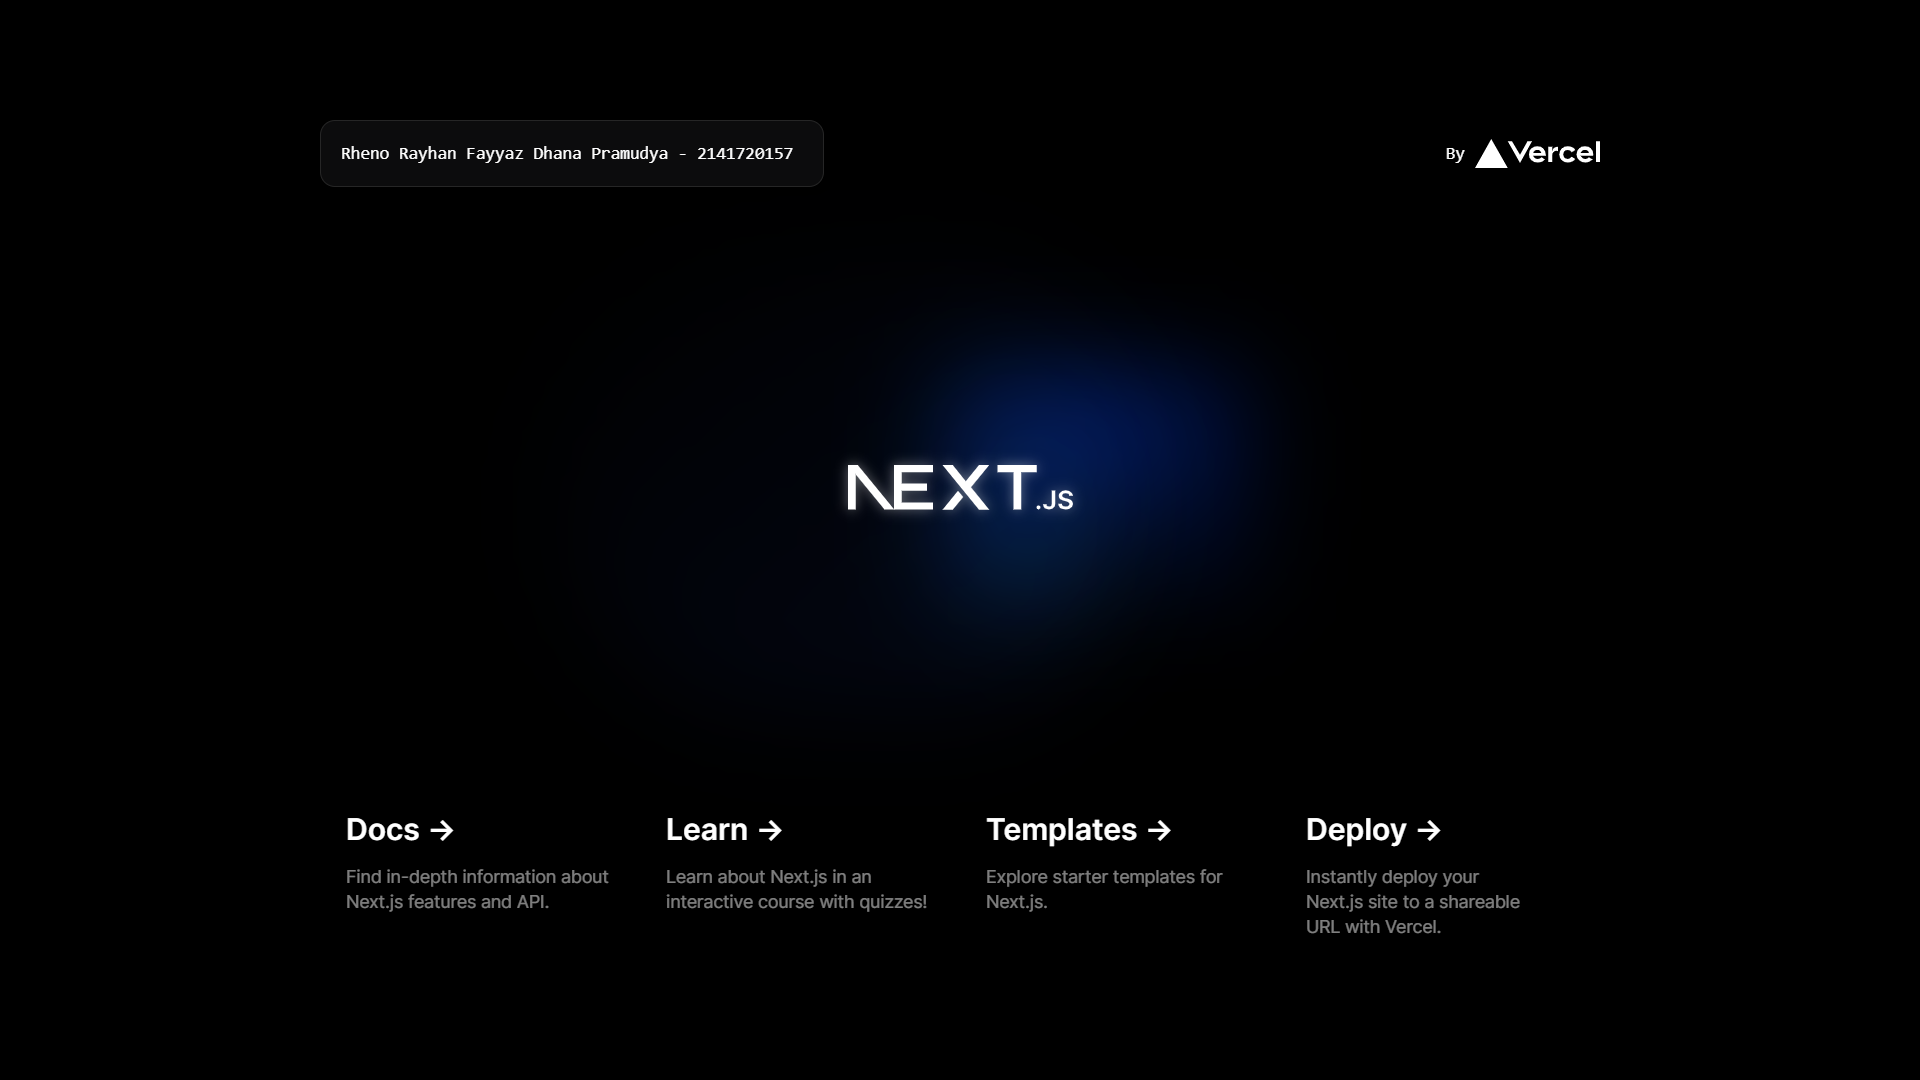 Rheno Rayhan Fayyaz Dhana Pramudya - 2141720157
By Vercel
NEXT.JS
Docs →
Find in-depth information about
Next.js features and API.
Learn →
Learn about Next.js in an
interactive course with quizzes!
Templates →
Explore starter templates for
Next.js.
Deploy →
Instantly deploy your
Next.js site to a shareable
URL with Vercel.